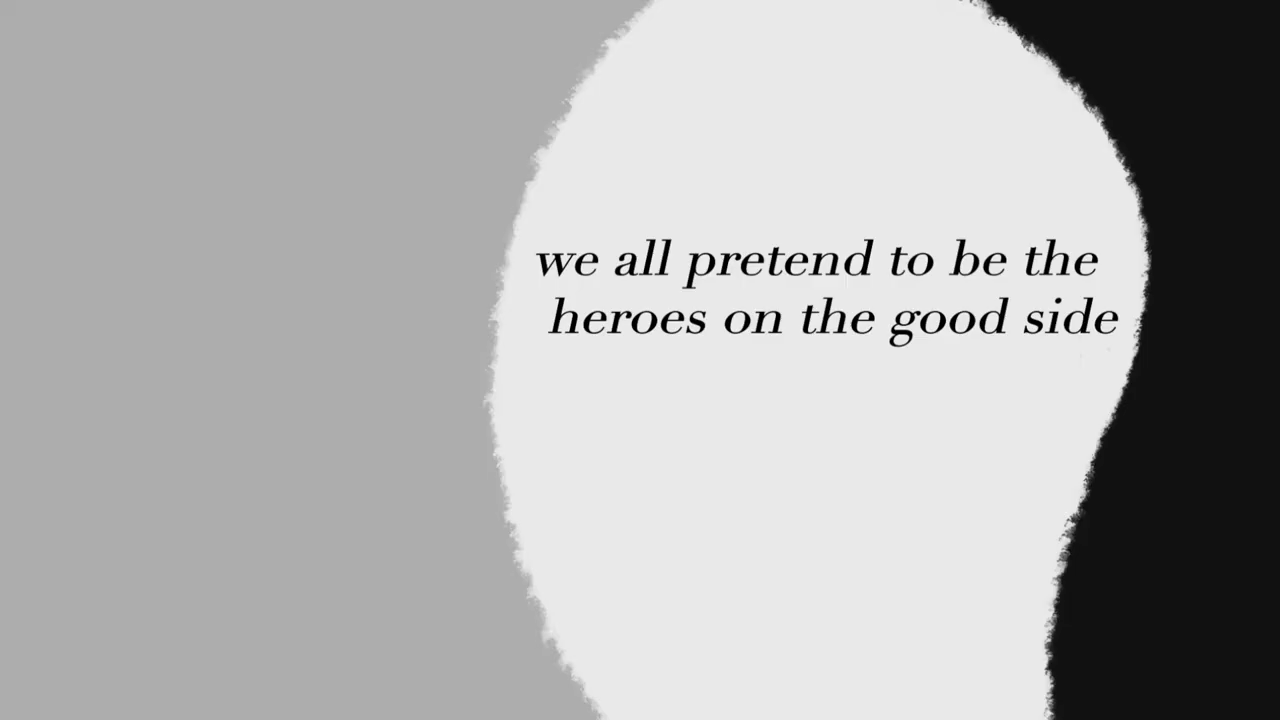 we all pretend to be the
heroes on the good side